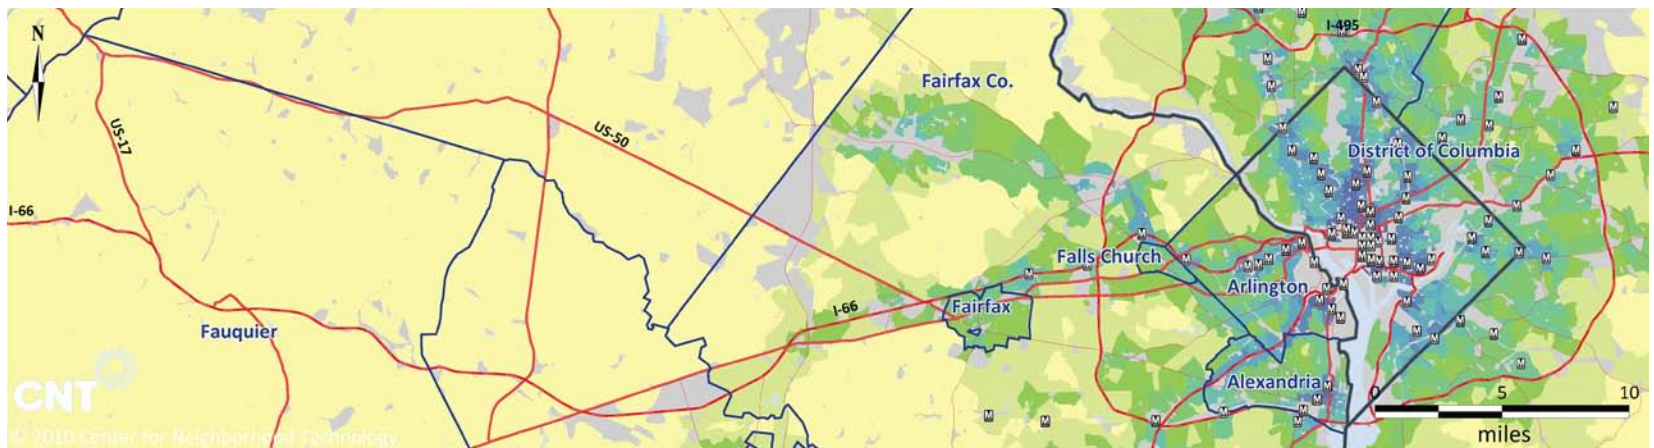 N
I-495
Fairfax Co.
US-17
US-50
District of Columbia
I-66
Falls Church
Arlington
I-66
Fairfax
Fauquier
Alexandria
CNT
0 5 10
miles
© 2010 Center for Neighborhood Technology